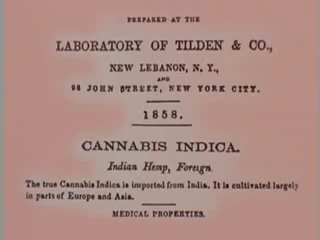 PREPARED AT THE
LABORATORY OF TILDEN & CO.,
NEW LEBANON, N. Y.,
AND
98 JOHN STREET, NEW YORK CITY.
1858.
CANNABIS INDICA.
Indian Hemp, Foreign.
The true Cannabis Indica is imported from India. It is cultivated largely
in parts of Europe and Asia.
MEDICAL PROPERTIES.